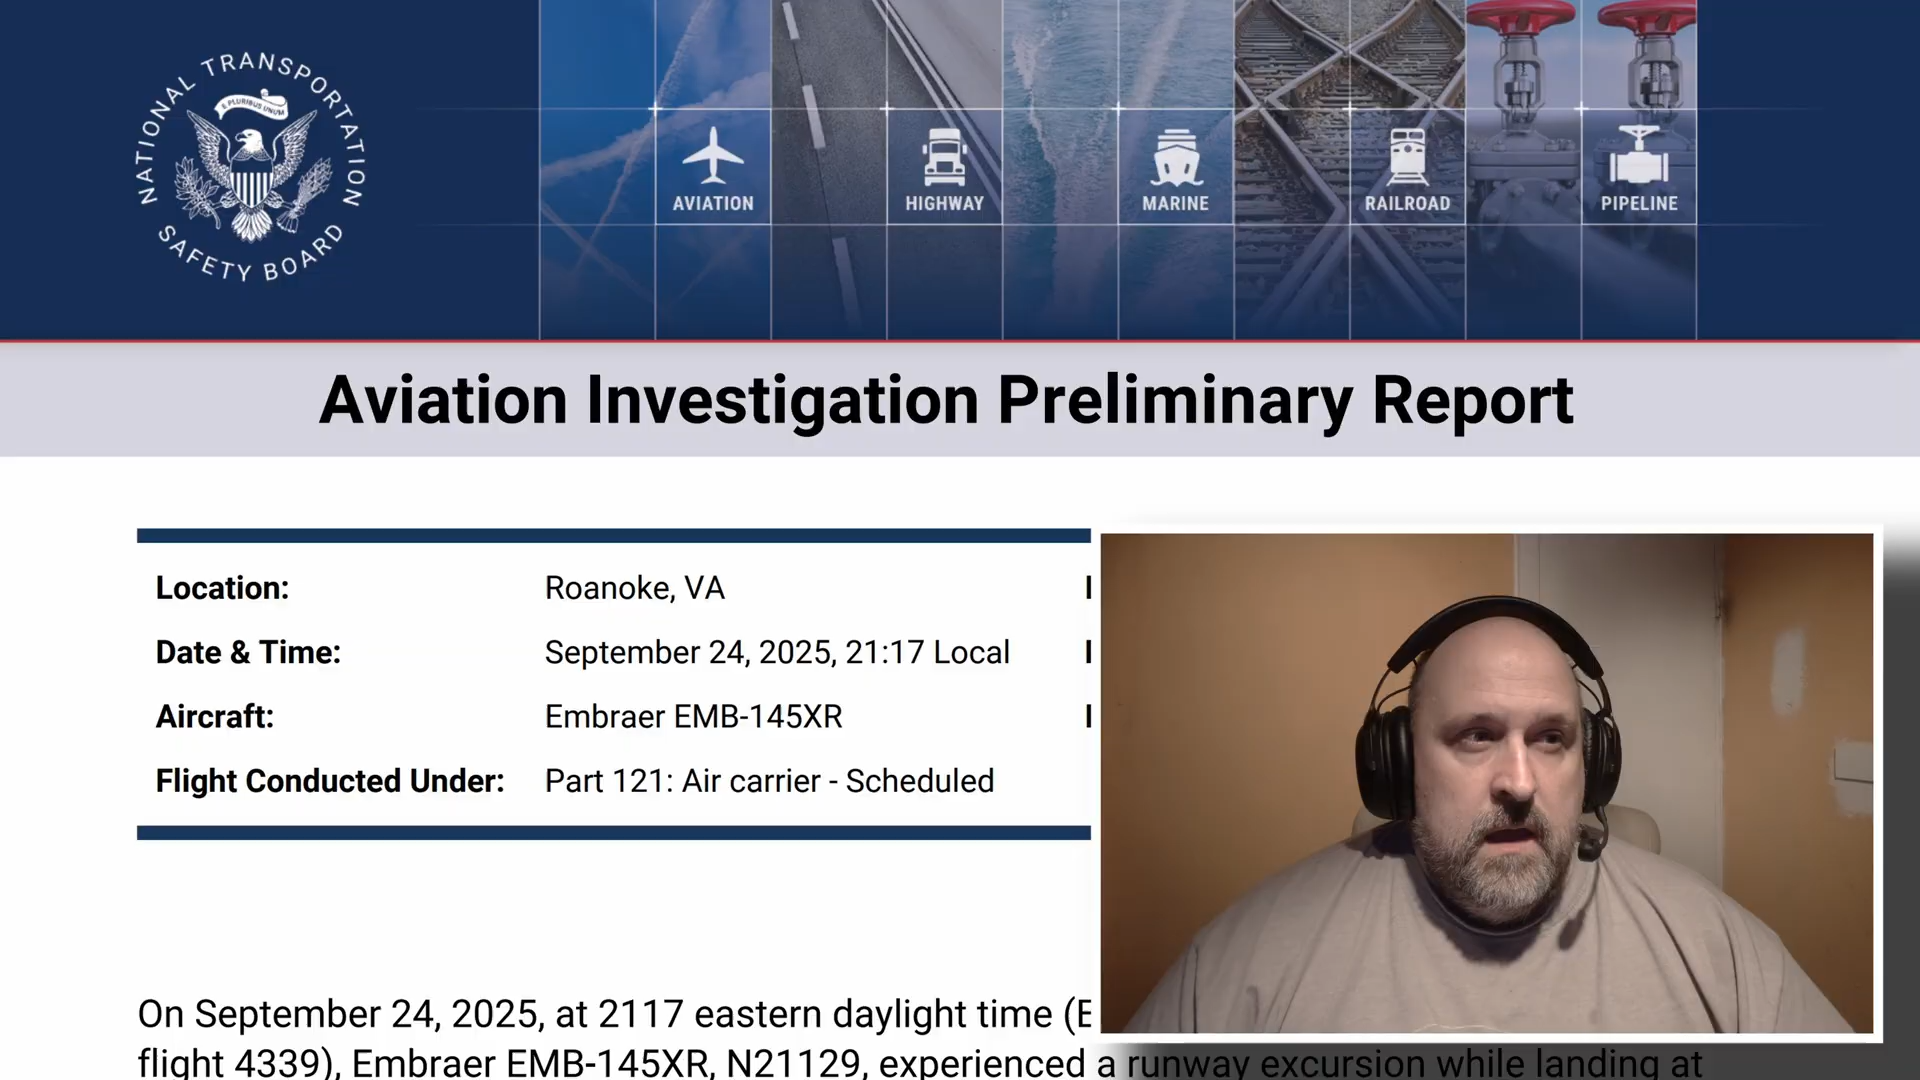 NATIONAL TRANSPORTATION
SAFETY BOARD
E PLURIBUS UNUM
AVIATION
HIGHWAY
MARINE
RAILROAD
PIPELINE
Aviation Investigation Preliminary Report
Location: Roanoke, VA
Date & Time: September 24, 2025, 21:17 Local
Aircraft: Embraer EMB-145XR
Flight Conducted Under: Part 121: Air carrier - Scheduled
On September 24, 2025, at 2117 eastern daylight time (E
flight 4339), Embraer EMB-145XR, N21129, experienced a runway excursion while landing at